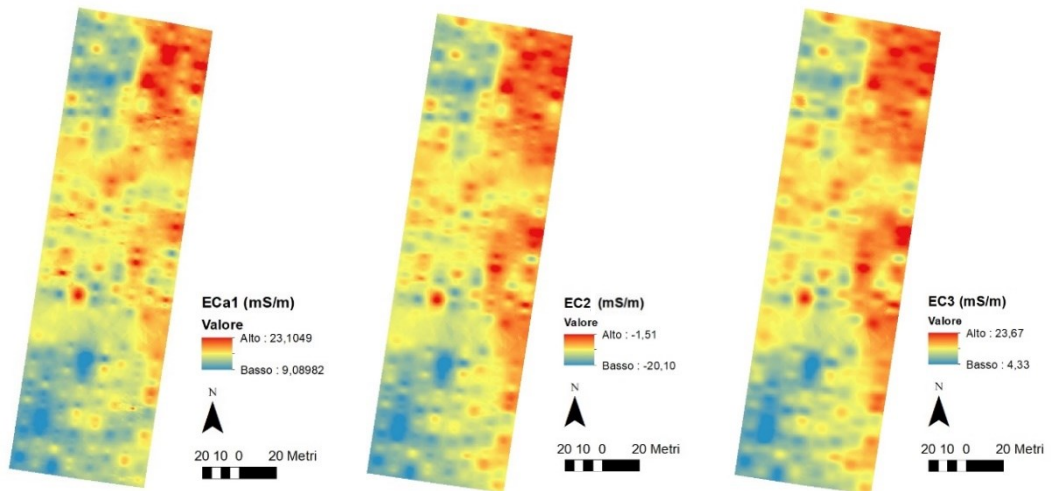 ECa1 (mS/m)
Valore
Alto : 23,1049
Basso : 9,08982
N
20 10 0 20 Metri
EC2 (mS/m)
Valore
Alto : -1,51
Basso : -20,10
N
20 10 0 20 Metri
EC3 (mS/m)
Valore
Alto : 23,67
Basso : 4,33
N
20 10 0 20 Metri